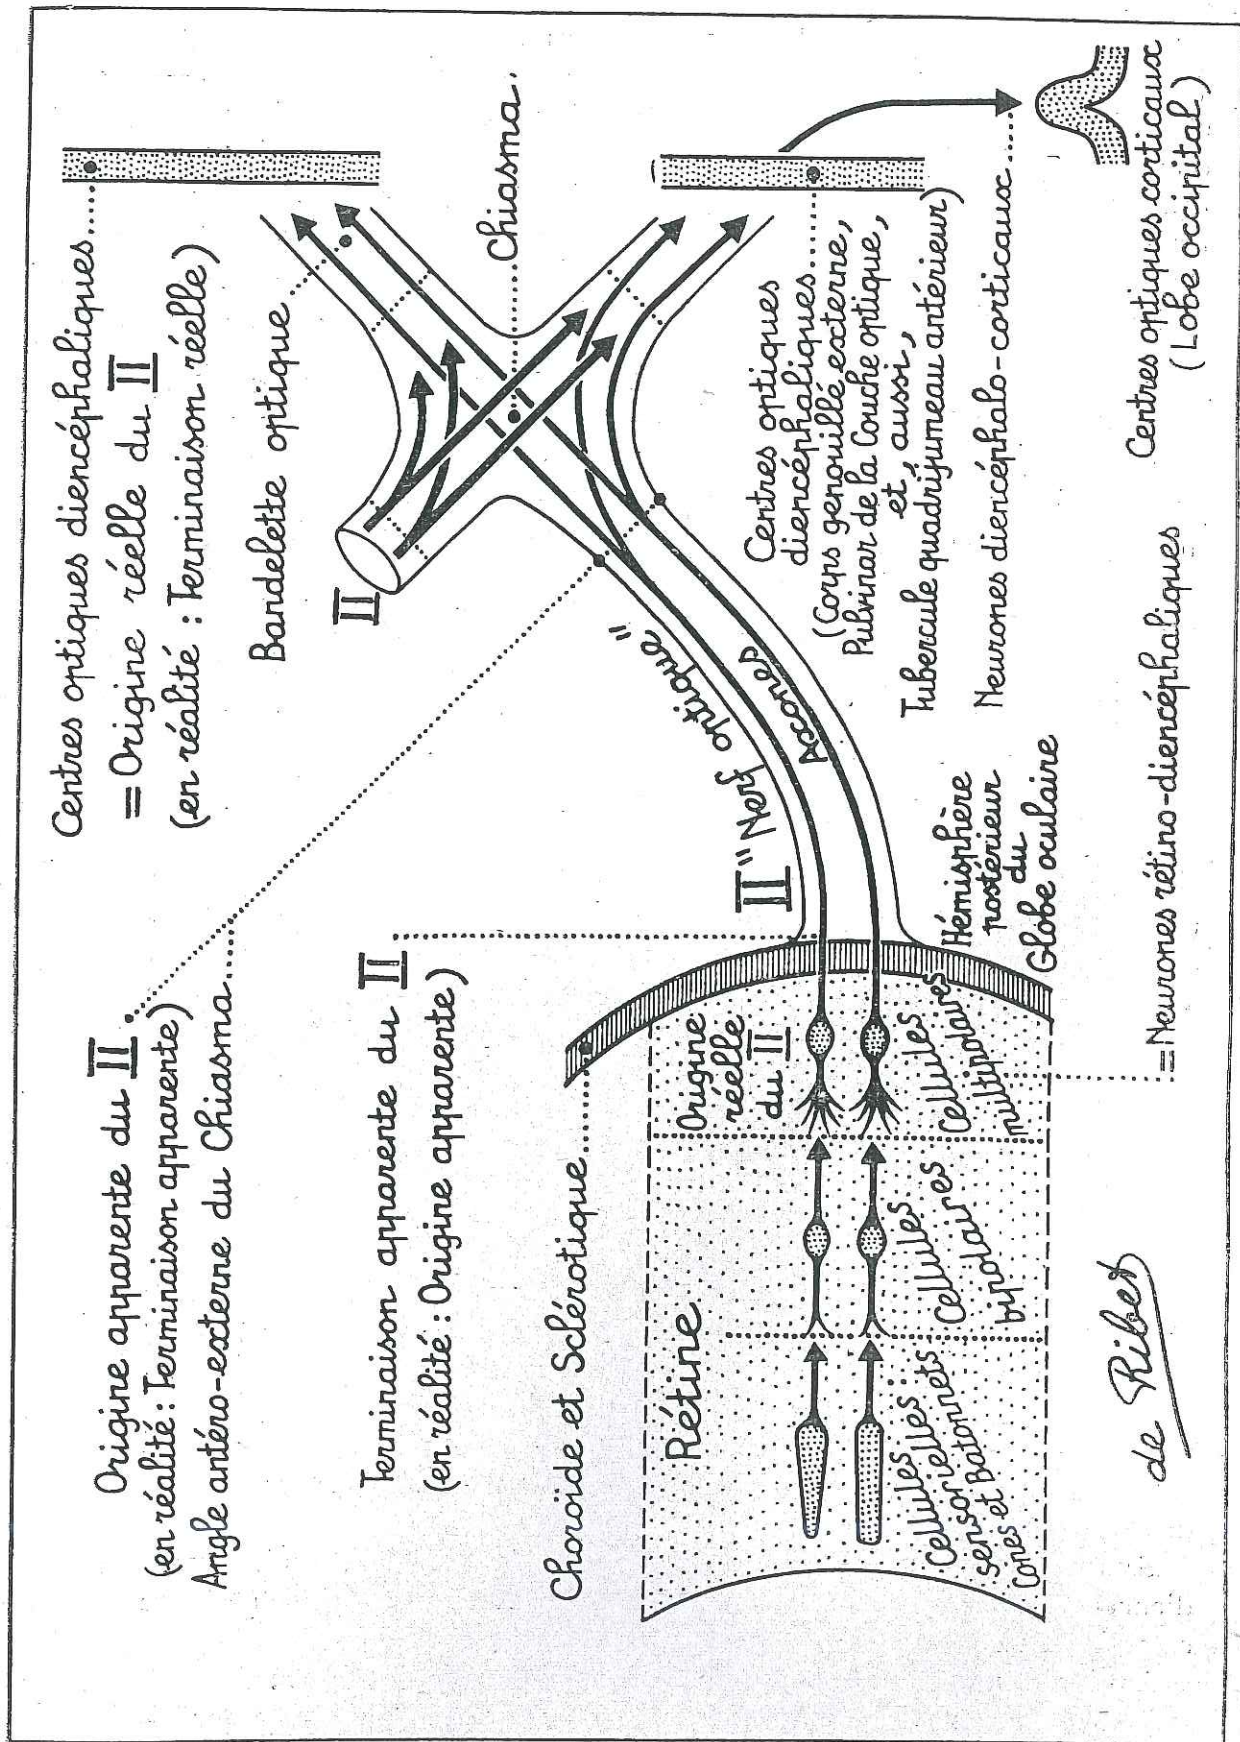 Origine apparente du II
(en réalité : Terminaison apparente)
Angle antéro-externe du Chiasma
Centres optiques diencéphaliques
= Origine réelle du II
(en réalité : Terminaison réelle)
Bandelette optique
Terminaison apparente du II
(en réalité : Origine apparente)
II
Chiasma.
Choroïde et Sclérotique
II "Nerf optique"
Axones
Rétine
Origine
réelle
du II
Cellules
sensorielles
Cones et Batonnets
Cellules
bipolaires
Cellules
multipolaires
Hémisphère
postérieur
du
Globe oculaire
Centres optiques
diencéphaliques
(Corps genouillé externe,
Pulvinar de la Couche optique,
et, aussi,
Tubercule quadrijumeau antérieur)
Neurones diencéphalo-corticaux
= Neurones rétino-diencéphaliques
Centres optiques corticaux
(Lobe occipital)
de Ribet